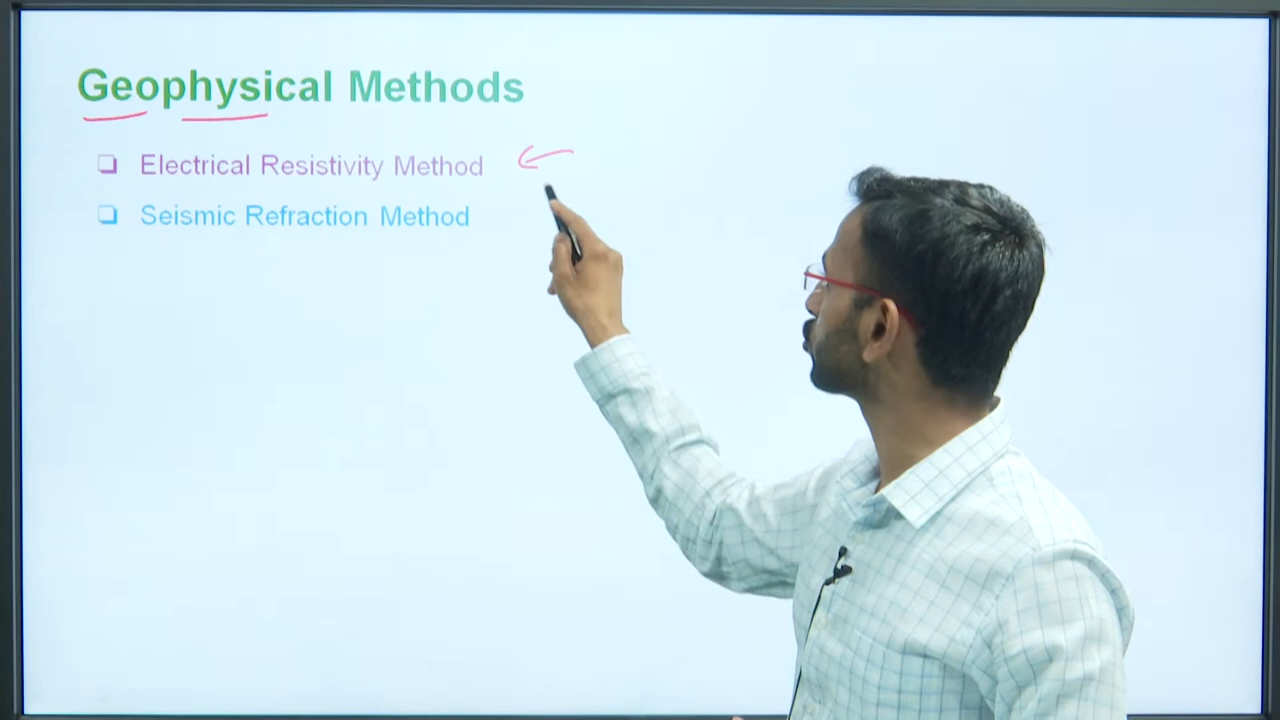 Geophysical Methods
Electrical Resistivity Method
Seismic Refraction Method